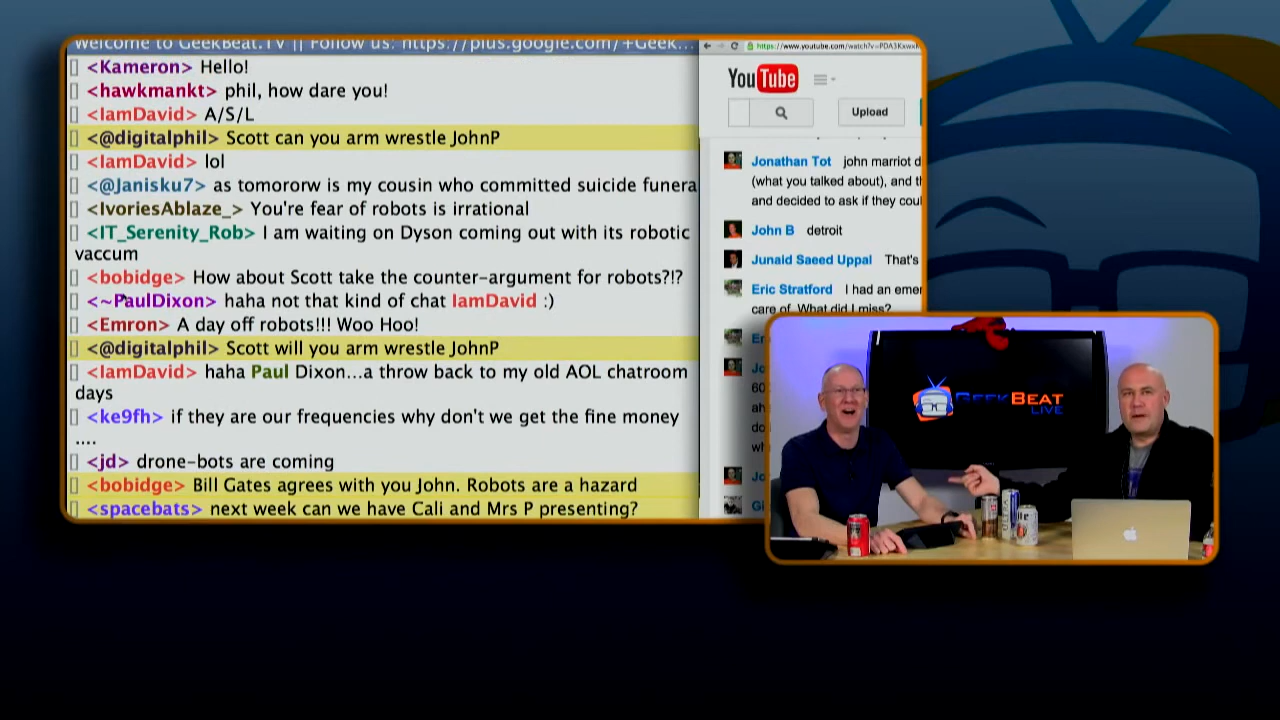 Welcome to GeekBeat.TV || Follow us: https://plus.google.com/+Geek...
<Kameron> Hello!
<hawkmankt> phil, how dare you!
<IamDavid> A/S/L
<@digitalphil> Scott can you arm wrestle JohnP
<IamDavid> lol
<@Janisku7> as tomororw is my cousin who committed suicide funera
<IvoriesAblaze_> You're fear of robots is irrational
<IT_Serenity_Rob> I am waiting on Dyson coming out with its robotic
vaccum
<bobidge> How about Scott take the counter-argument for robots?!?
<~PaulDixon> haha not that kind of chat IamDavid :)
<Emron> A day off robots!!! Woo Hoo!
<@digitalphil> Scott will you arm wrestle JohnP
<IamDavid> haha Paul Dixon...a throw back to my old AOL chatroom
days
<ke9fh> if they are our frequencies why don't we get the fine money
....
<jd> drone-bots are coming
<bobidge> Bill Gates agrees with you John. Robots are a hazard
<spacebats> next week can we have Cali and Mrs P presenting?
YouTube
Upload
Jonathan Tot john marriot d
(what you talked about), and th
and decided to ask if they coul
John B detroit
Junaid Saeed Uppal That's
Eric Stratford I had an emer
care of. What did I miss?
GEEKBEAT
LIVE